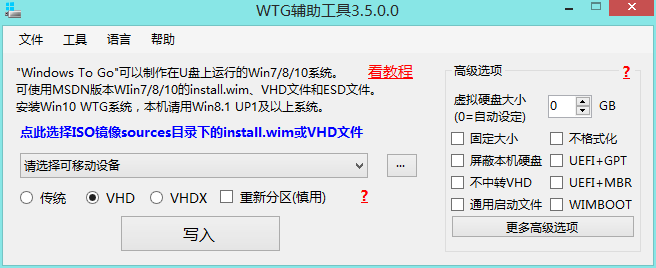 WTG辅助工具3.5.0.0
文件 工具 语言 帮助
"Windows To Go"可以制作在U盘上运行的Win7/8/10系统。 看教程
可使用MSDN版本WIin7/8/10的install.wim、VHD文件和ESD文件。
安装Win10 WTG系统，本机请用Win8.1 UP1及以上系统。
点此选择ISO镜像sources目录下的install.wim或VHD文件
请选择可移动设备 ...
传统 VHD VHDX 重新分区(慎用) ?
写入
高级选项 ?
虚拟硬盘大小
(0=自动设定) 0 GB
固定大小 不格式化
屏蔽本机硬盘 UEFI+GPT
不中转VHD UEFI+MBR
通用启动文件 WIMBOOT
更多高级选项